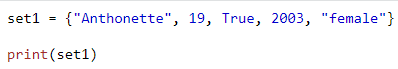 set1 = {"Anthonette", 19, True, 2003, "female"}
print(set1)